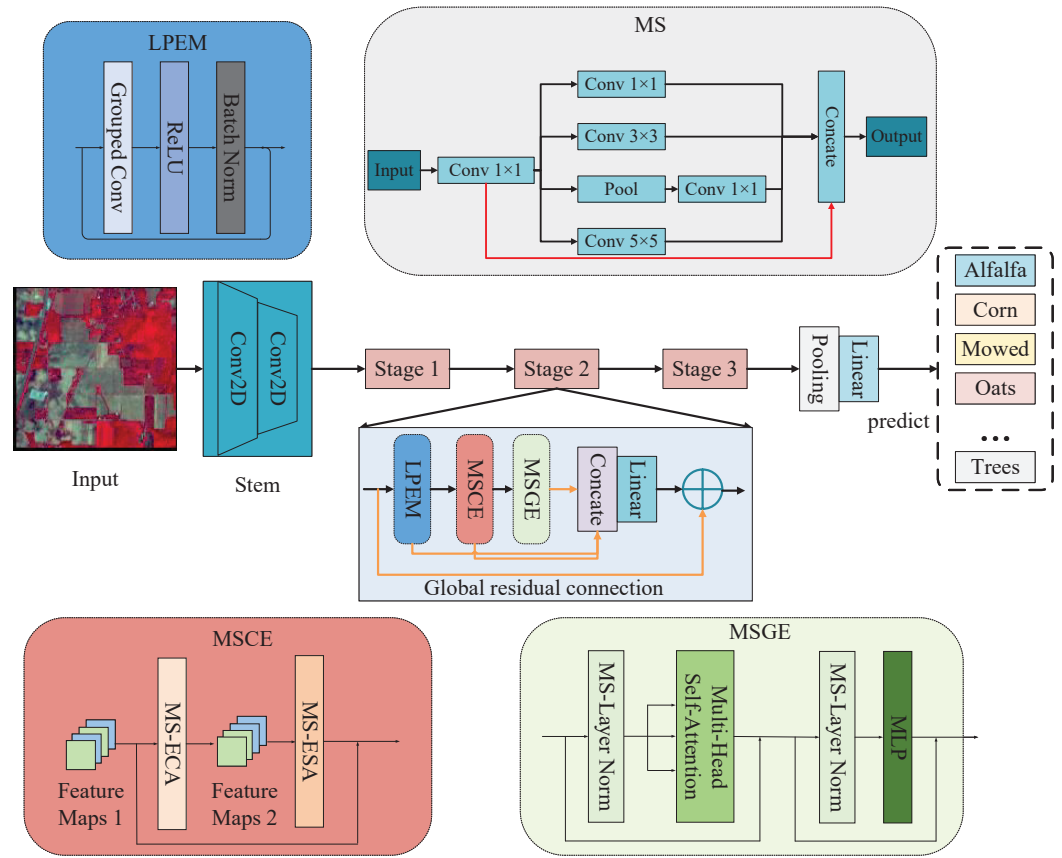 LPEM
Grouped Conv
ReLU
Batch Norm
MS
Input
Conv 1×1
Conv 1×1
Conv 3×3
Pool
Conv 1×1
Conv 5×5
Concate
Output
Input
Conv2D
Conv2D
Stem
Stage 1
Stage 2
Stage 3
Pooling
Linear
predict
Alfalfa
Corn
Mowed
Oats
...
Trees
LPEM
MSCE
MSGE
Concate
Linear
Global residual connection
MSCE
Feature
Maps 1
MS-ECA
Feature
Maps 2
MS-ESA
MSGE
MS-Layer Norm
Multi-Head
Self-Attention
MS-Layer Norm
MLP